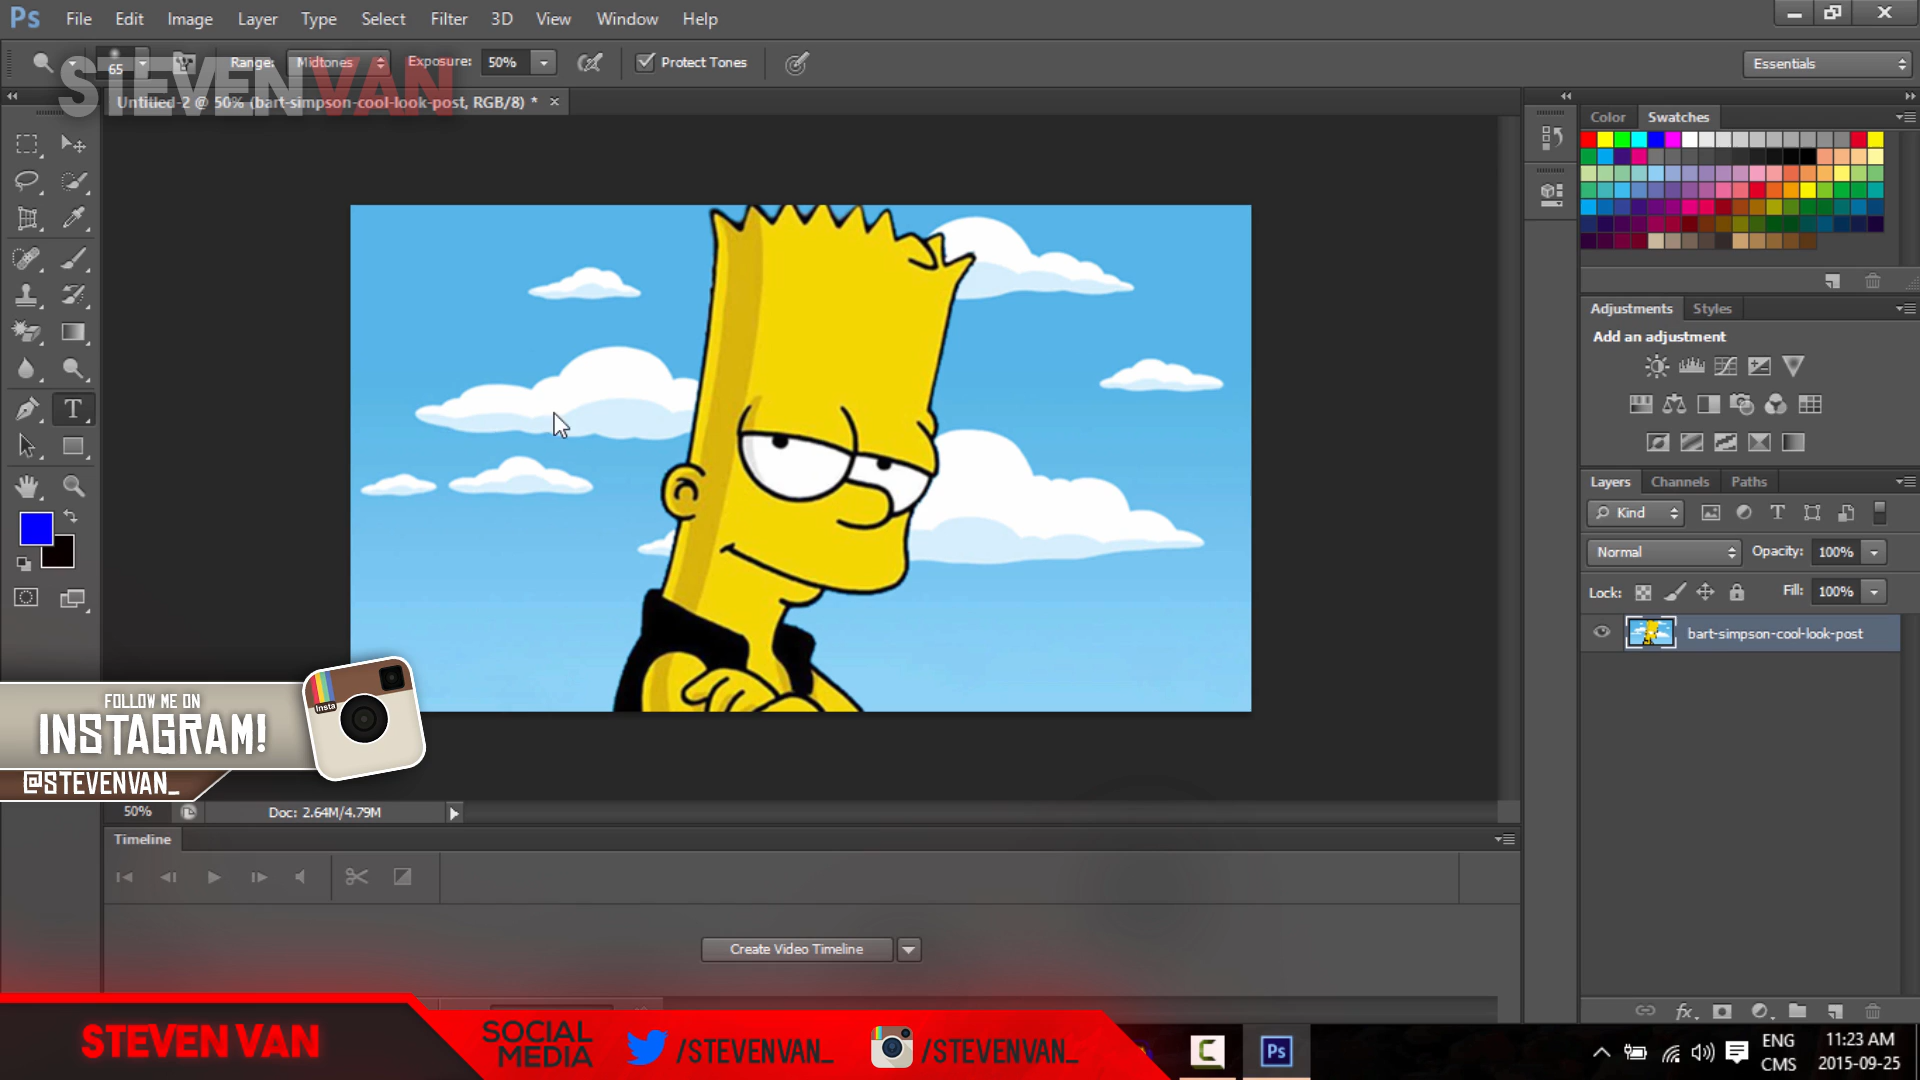 Ps File Edit Image Layer Type Select Filter 3D View Window Help
65 Range: Midtones Exposure: 50% Protect Tones Essentials
STEVENVAN
Untitled-2 @ 50% (bart-simpson-cool-look-post, RGB/8) *
Color Swatches
Adjustments Styles
Add an adjustment
Layers Channels Paths
Kind
Normal Opacity: 100%
Lock: Fill: 100%
bart-simpson-cool-look-post
FOLLOW ME ON
INSTAGRAM!
@STEVENVAN_
Insta
50% Doc: 2.64M/4.79M
Timeline
Create Video Timeline
STEVEN VAN
SOCIAL
MEDIA
/STEVENVAN_
/STEVENVAN_
Ps
ENG
CMS
11:23 AM
2015-09-25